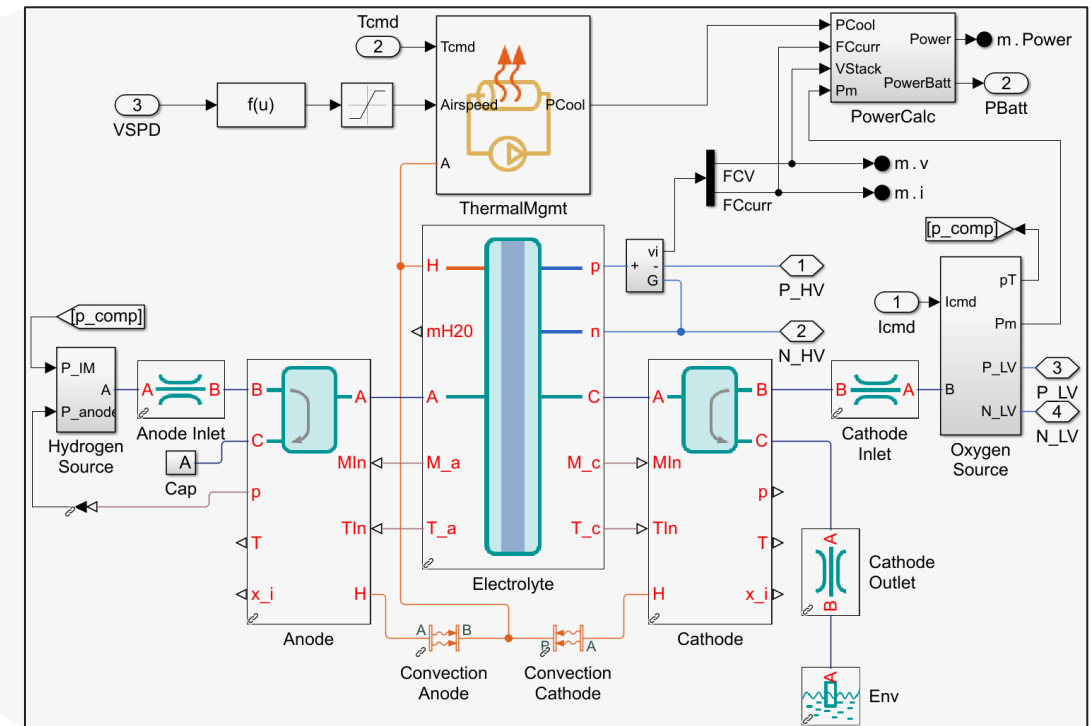 Tcmd
2
Tcmd
3
VSPD
f(u)
Airspeed
PCool
A
ThermalMgmt
PCool
FCcurr
VStack
Pm
Power
PowerBatt
PowerCalc
m.Power
2
PBatt
FCV
FCcurr
m.v
m.i
[p_comp]
P_IM
P_anode
A
Hydrogen
Source
A
B
Anode Inlet
A
Cap
B
C
A
MIn
p
TIn
T
x_i
H
Anode
H
mH20
A
M_a
T_a
p
n
C
M_c
T_c
Electrolyte
vi
+
-
G
1
P_HV
2
N_HV
A
B
C
MIn
p
TIn
T
H
x_i
Cathode
B
A
Cathode
Inlet
[p_comp]
1
Icmd
Icmd
pT
Pm
P_LV
N_LV
B
Oxygen
Source
3
P_LV
4
N_LV
A
B
Cathode
Outlet
A
B
Convection
Anode
B
A
Convection
Cathode
A
Env